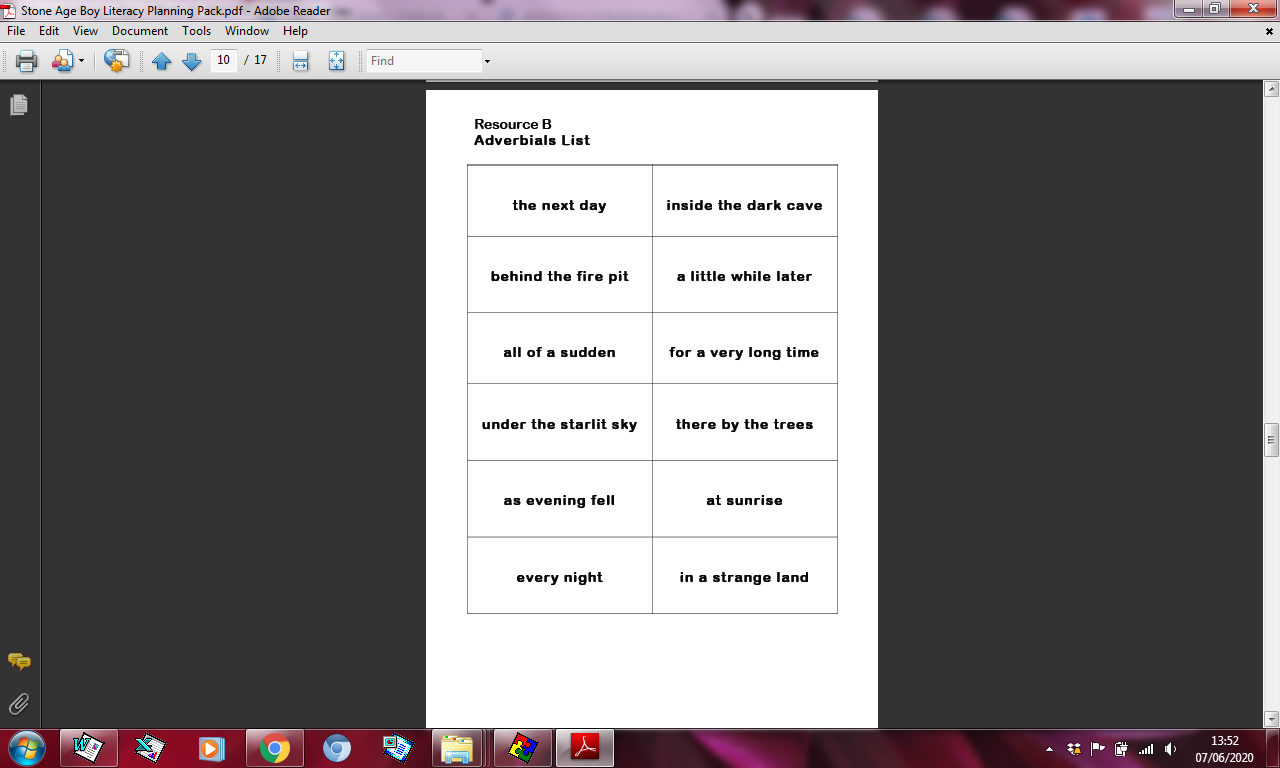 Stone Age Boy Literacy Planning Pack.pdf - Adobe Reader
File Edit View Document Tools Window Help
10 / 17 Find
Resource B
Adverbials List
the next day inside the dark cave
behind the fire pit a little while later
all of a sudden for a very long time
under the starlit sky there by the trees
as evening fell at sunrise
every night in a strange land
13:52
07/06/2020